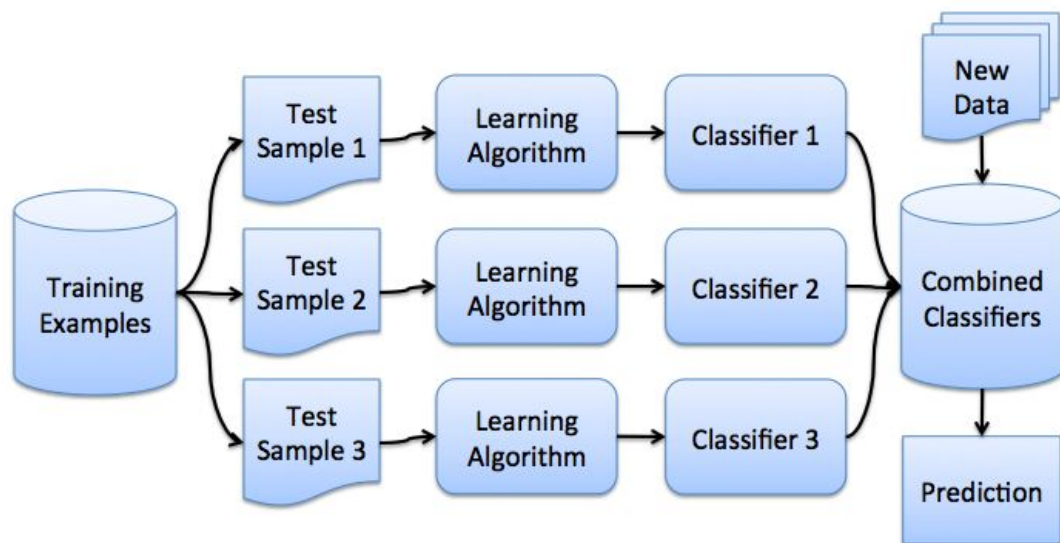 Training
Examples
Test
Sample 1
Learning
Algorithm
Classifier 1
Test
Sample 2
Learning
Algorithm
Classifier 2
Test
Sample 3
Learning
Algorithm
Classifier 3
New
Data
Combined
Classifiers
Prediction